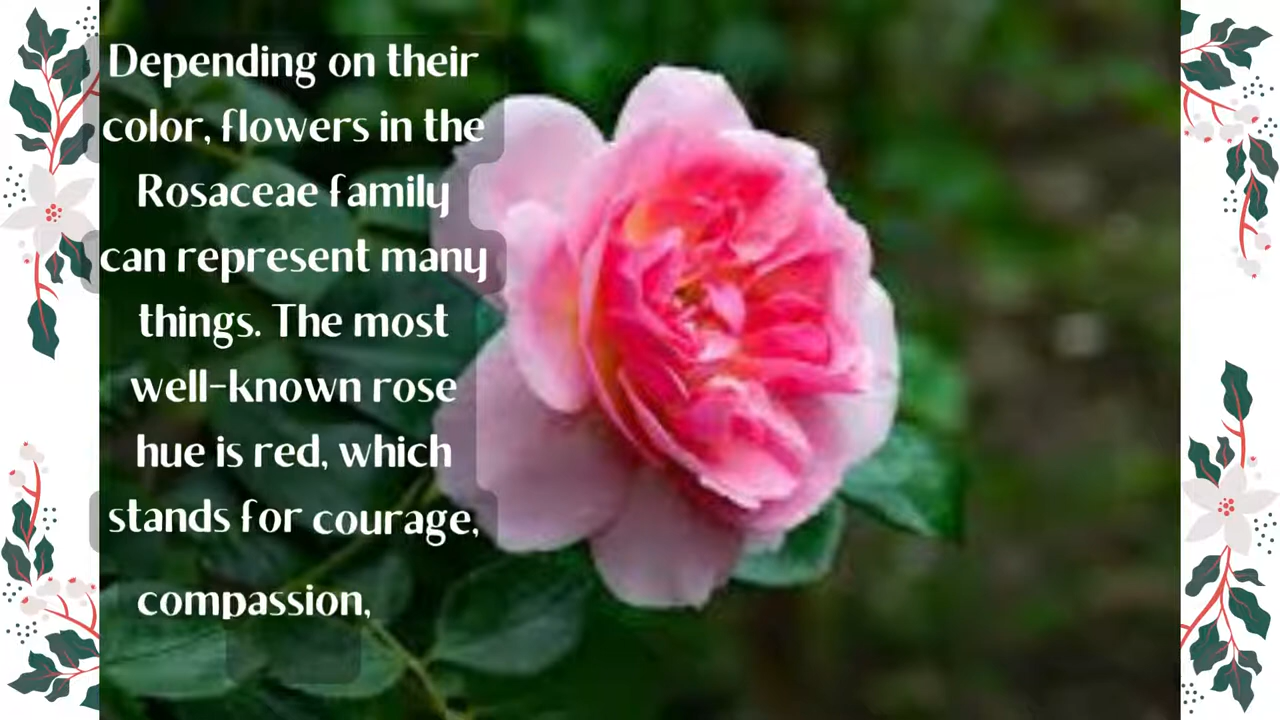 Depending on their
color, flowers in the
Rosaceae family
can represent many
things. The most
well-known rose
hue is red, which
stands for courage,
compassion,